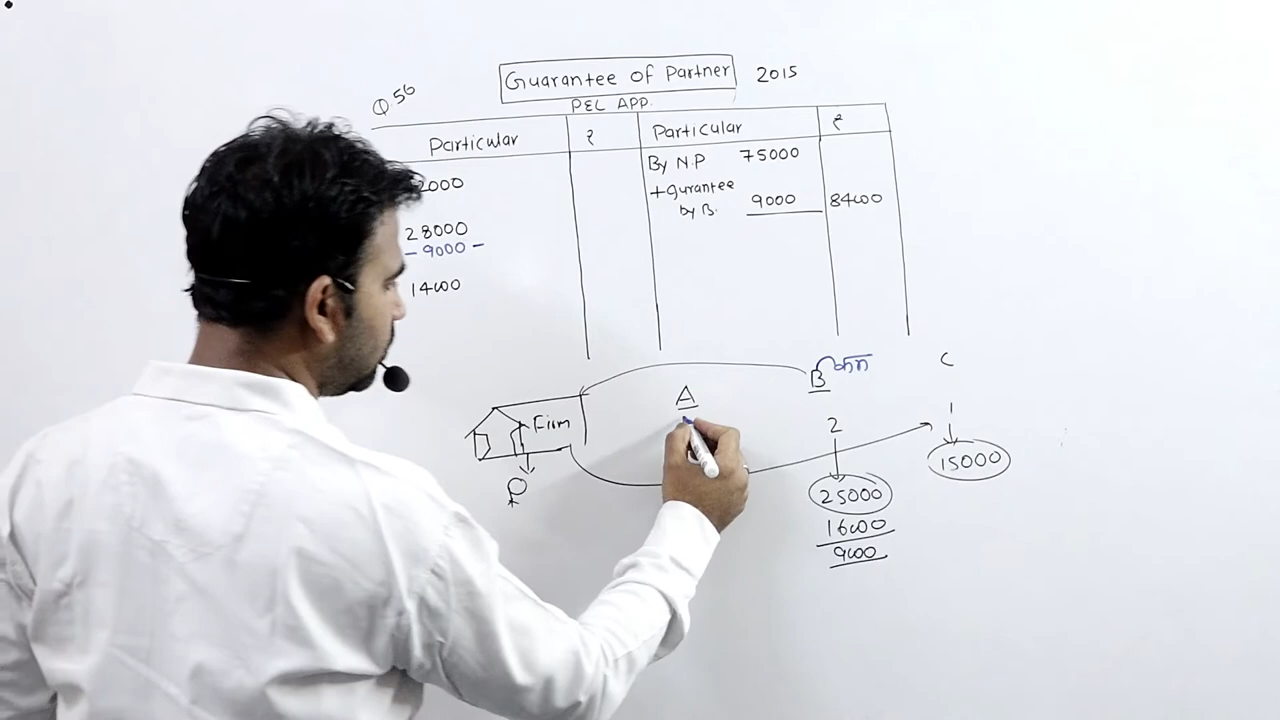 Guarantee of Partner 2015
Q 56
P&L APP.
Particular ₹ Particular ₹
By N.P 75000
2000
+ gurantee by B. 9000 84000
28000
- 9000 -
14000
A B C
Firm
2 1
25000 15000
16000
9000